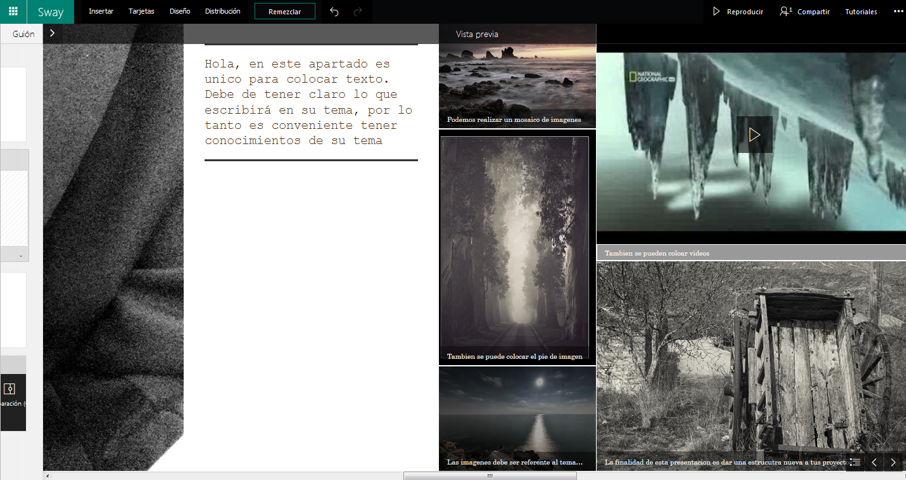 Sway
Insertar
Tarjetas
Diseño
Distribución
Remezclar
Reproducir
Compartir
Tutoriales
Guión
Vista previa
Hola, en este apartado es
unico para colocar texto.
Debe de tener claro lo que
escribirá en su tema, por lo
tanto es conveniente tener
conocimientos de su tema
Podemos realizar un mosaico de imagenes
Tambien se puede colocar el pie de imagen
Las imagenes debe ser referente al tema...
NATIONAL
GEOGRAPHIC
Tambien se pueden coloar videos
La finalidad de esta presentacion es dar una estrucutra nueva a tus proyect
aración (